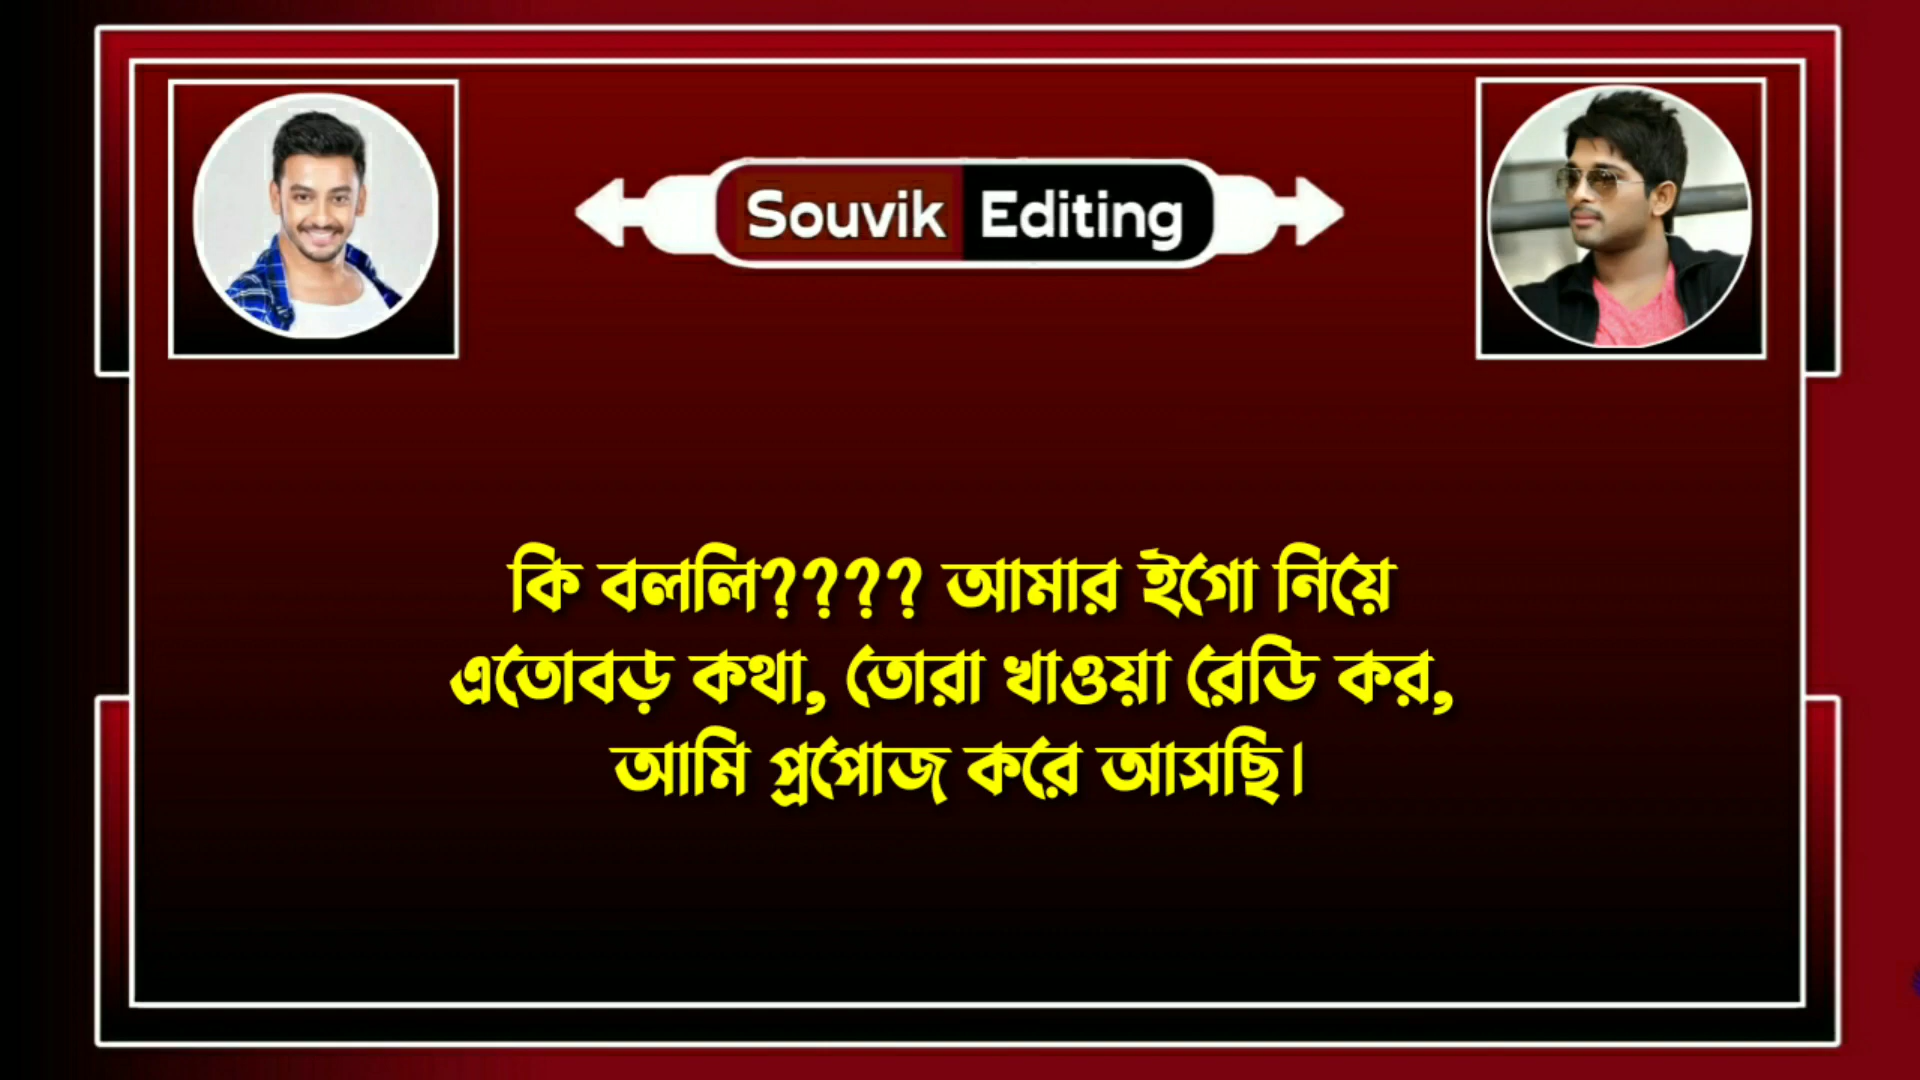 Souvik Editing
কি বললি???? আমার ইগো নিয়ে
এতোবড় কথা, তোরা খাওয়া রেডি কর,
আমি প্রপোজ করে আসছি।